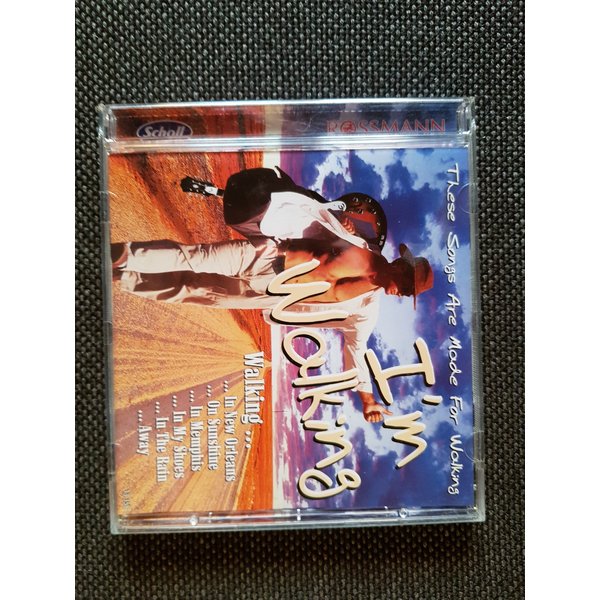 These Songs Are Made For Walking
I'm
Walking
Walking ...
... In New Orleans
... On Sunshine
... In Memphis
... In My Shoes
... In The Rain
... Away
Scholl
ROSSMANN